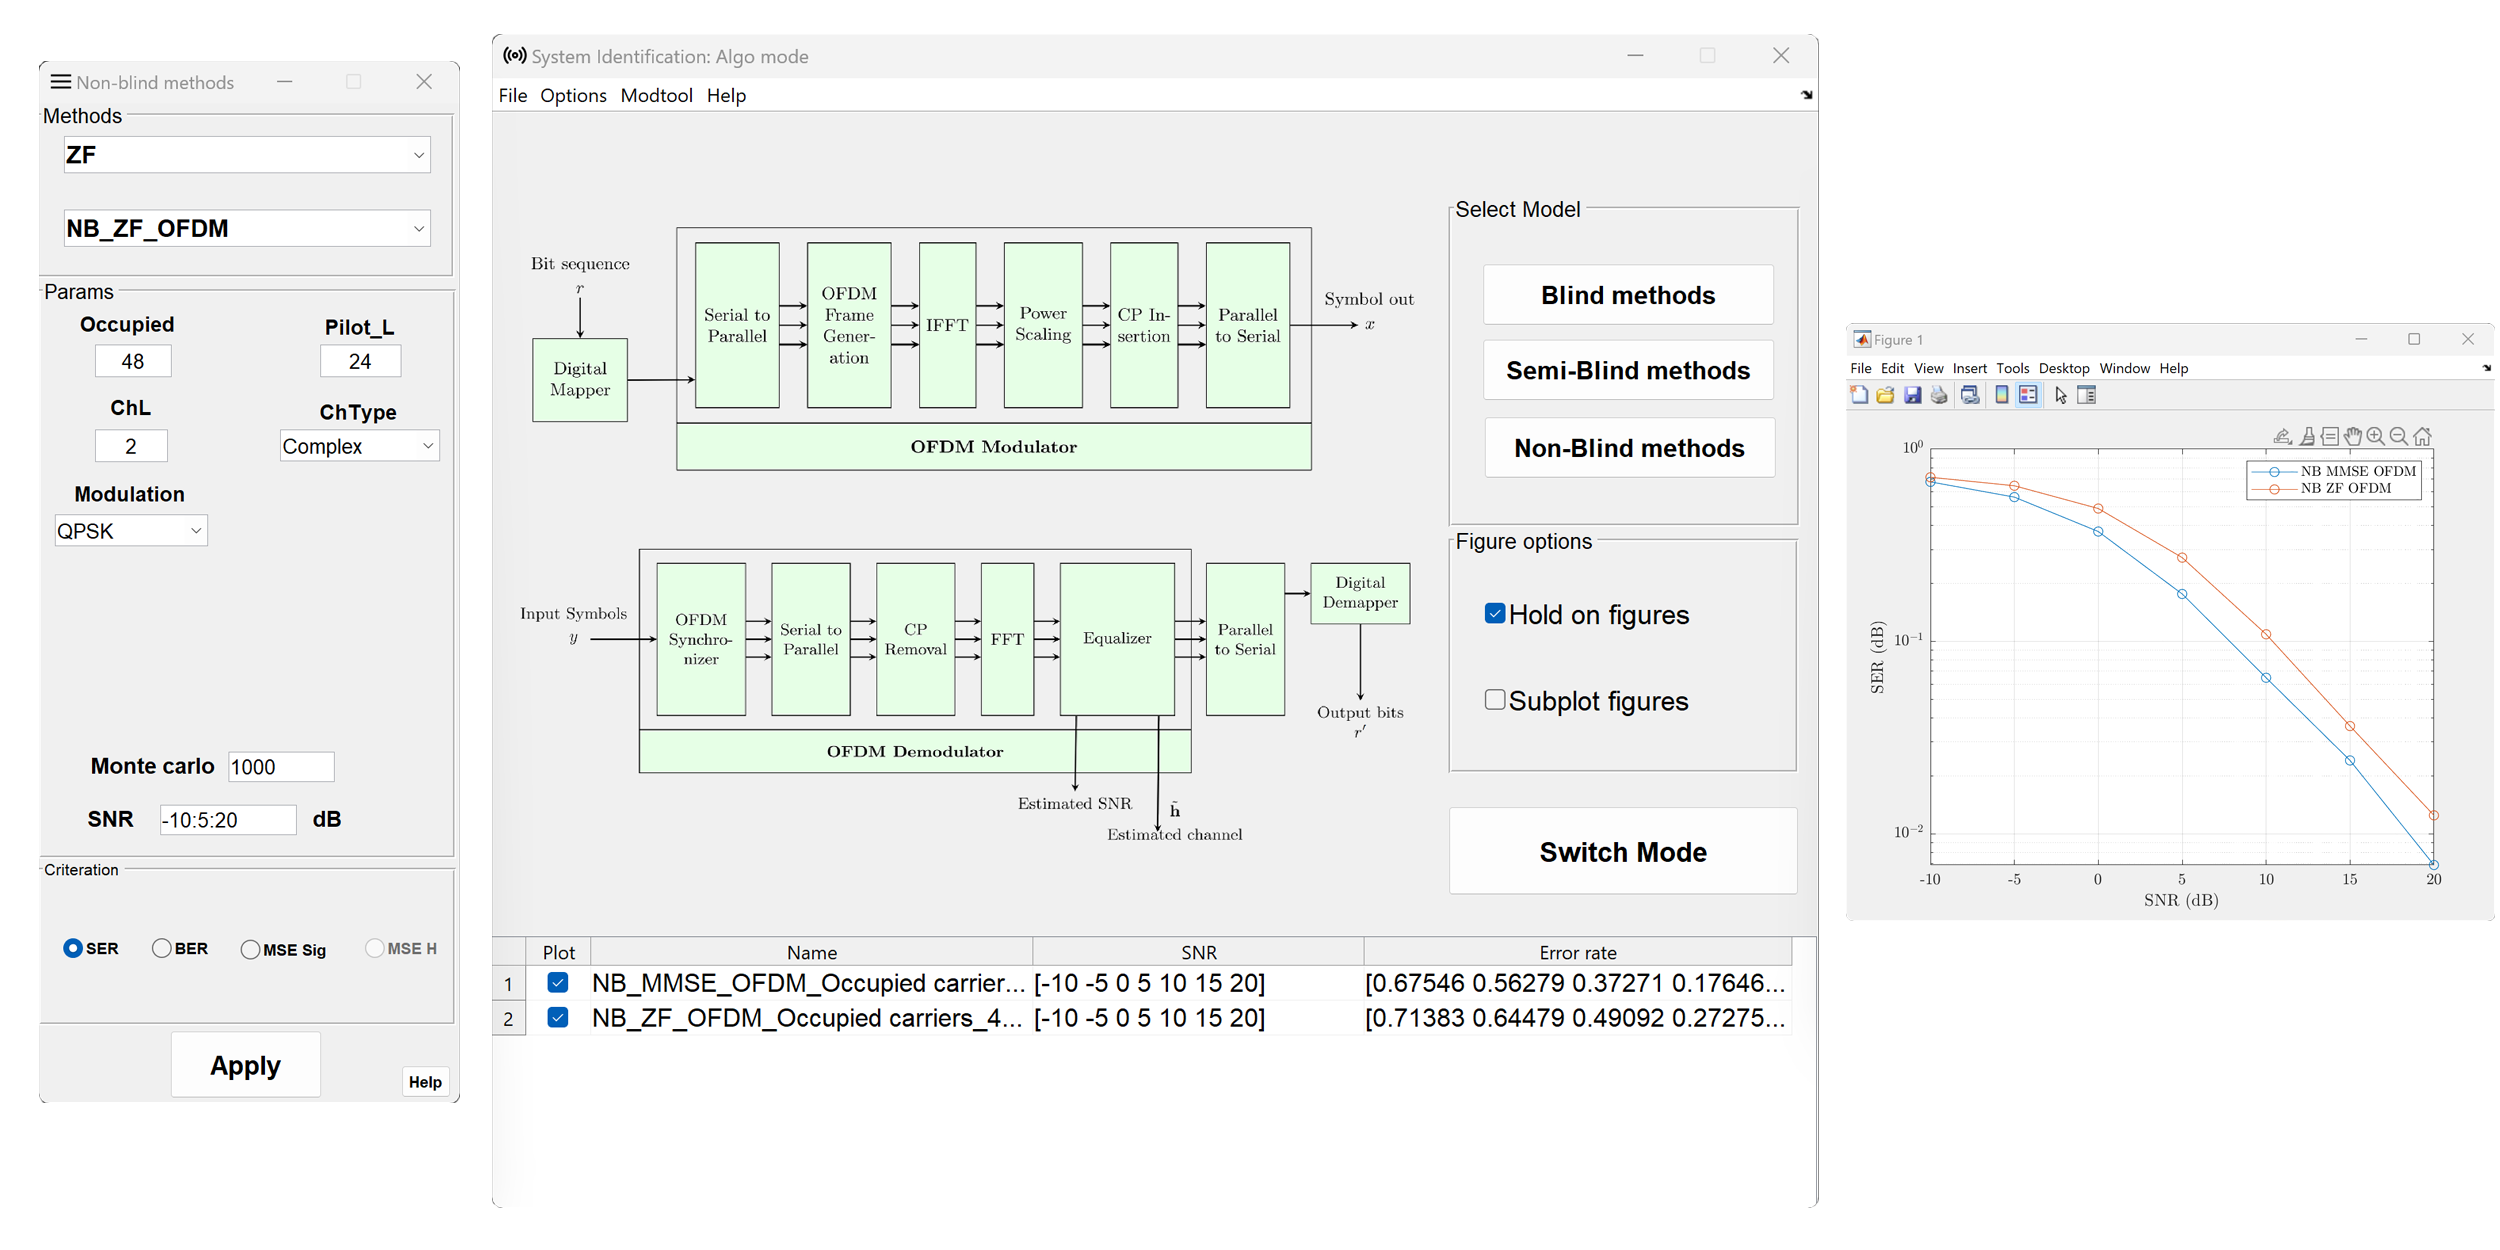 Non-blind methods
Methods
ZF
NB_ZF_OFDM
Params
Occupied
Pilot_L
48
24
ChL
ChType
2
Complex
Modulation
QPSK
Monte carlo
1000
SNR
-10:5:20
dB
Criteration
SER
BER
MSE Sig
MSE H
Apply
Help
System Identification: Algo mode
File Options Modtool Help
Bit sequence
r
Digital
Mapper
Serial to
Parallel
OFDM
Frame
Gener-
ation
IFFT
Power
Scaling
CP In-
sertion
Parallel
to Serial
Symbol out
x
OFDM Modulator
Input Symbols
y
OFDM
Synchro-
nizer
Serial to
Parallel
CP
Removal
FFT
Equalizer
Parallel
to Serial
Digital
Demapper
Output bits
r′
OFDM Demodulator
Estimated SNR
h̃
Estimated channel
Select Model
Blind methods
Semi-Blind methods
Non-Blind methods
Figure options
Hold on figures
Subplot figures
Switch Mode
Plot Name SNR Error rate
1 NB_MMSE_OFDM_Occupied carrier... [-10 -5 0 5 10 15 20] [0.67546 0.56279 0.37271 0.17646...
2 NB_ZF_OFDM_Occupied carriers_4... [-10 -5 0 5 10 15 20] [0.71383 0.64479 0.49092 0.27275...
Figure 1
File Edit View Insert Tools Desktop Window Help
10⁰
NB MMSE OFDM
NB ZF OFDM
10⁻¹
SER (dB)
10⁻²
-10 -5 0 5 10 15 20
SNR (dB)